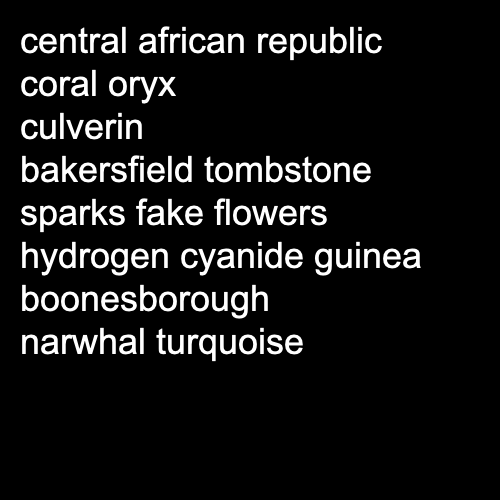 central african republic
coral oryx
culverin
bakersfield tombstone
sparks fake flowers
hydrogen cyanide guinea
boonesborough
narwhal turquoise